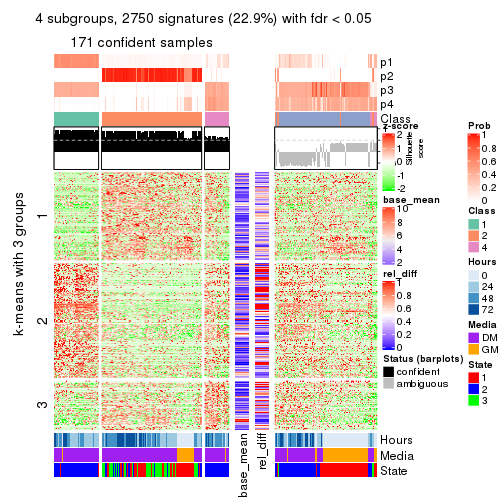 4 subgroups, 2750 signatures (22.9%) with fdr < 0.05
171 confident samples
p1
p2
p3
p4
Class
z-score
2
1
0
-1
-2
Silhouette
score
1
0
k-means with 3 groups
1
2
3
base_mean
10
8
6
4
2
rel_diff
1
0.8
0.6
0.4
0.2
0
Status (barplots)
confident
ambiguous
Prob
1
0.8
0.6
0.4
0.2
0
Class
1
2
4
Hours
0
24
48
72
Media
DM
GM
State
1
2
3
base_mean
rel_diff
Hours
Media
State